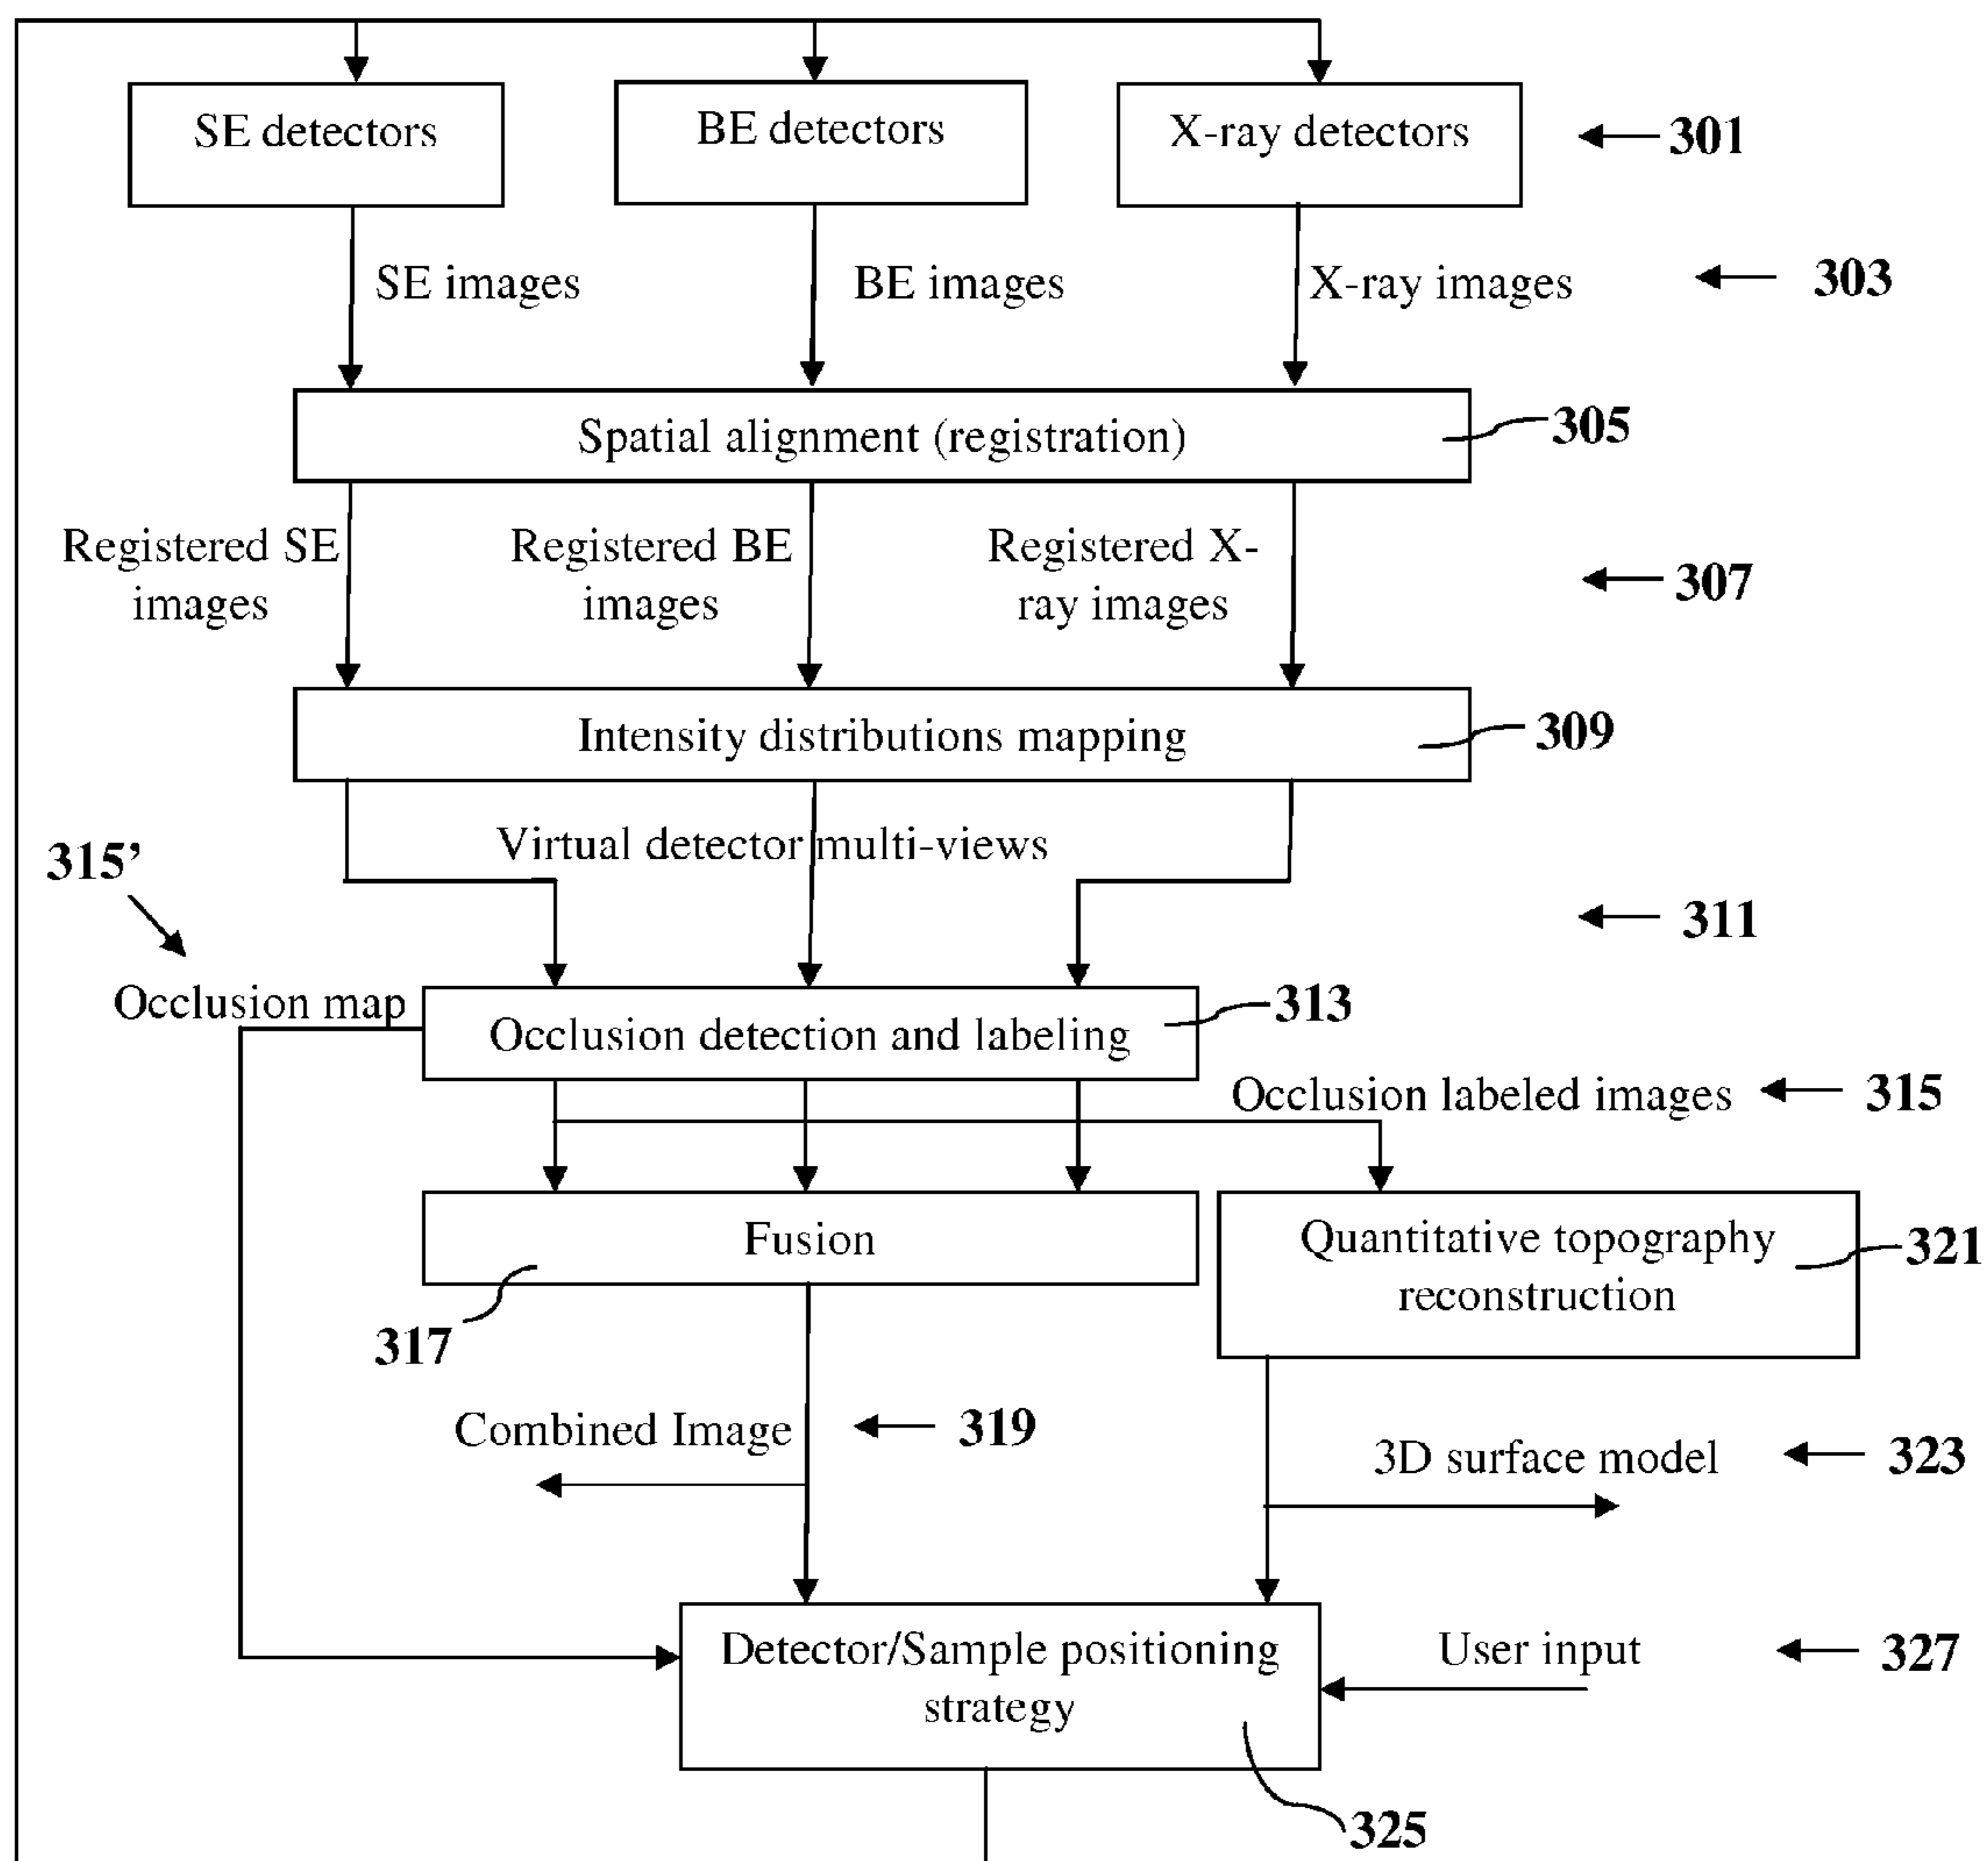 SE detectors
BE detectors
X-ray detectors
301
SE images
BE images
X-ray images
303
Spatial alignment (registration)
305
Registered SE
images
Registered BE
images
Registered X-
ray images
307
Intensity distributions mapping
309
Virtual detector multi-views
315’
311
Occlusion map
Occlusion detection and labeling
313
Occlusion labeled images
315
Fusion
317
Quantitative topography
reconstruction
321
Combined Image
319
3D surface model
323
Detector/Sample positioning
strategy
User input
327
325